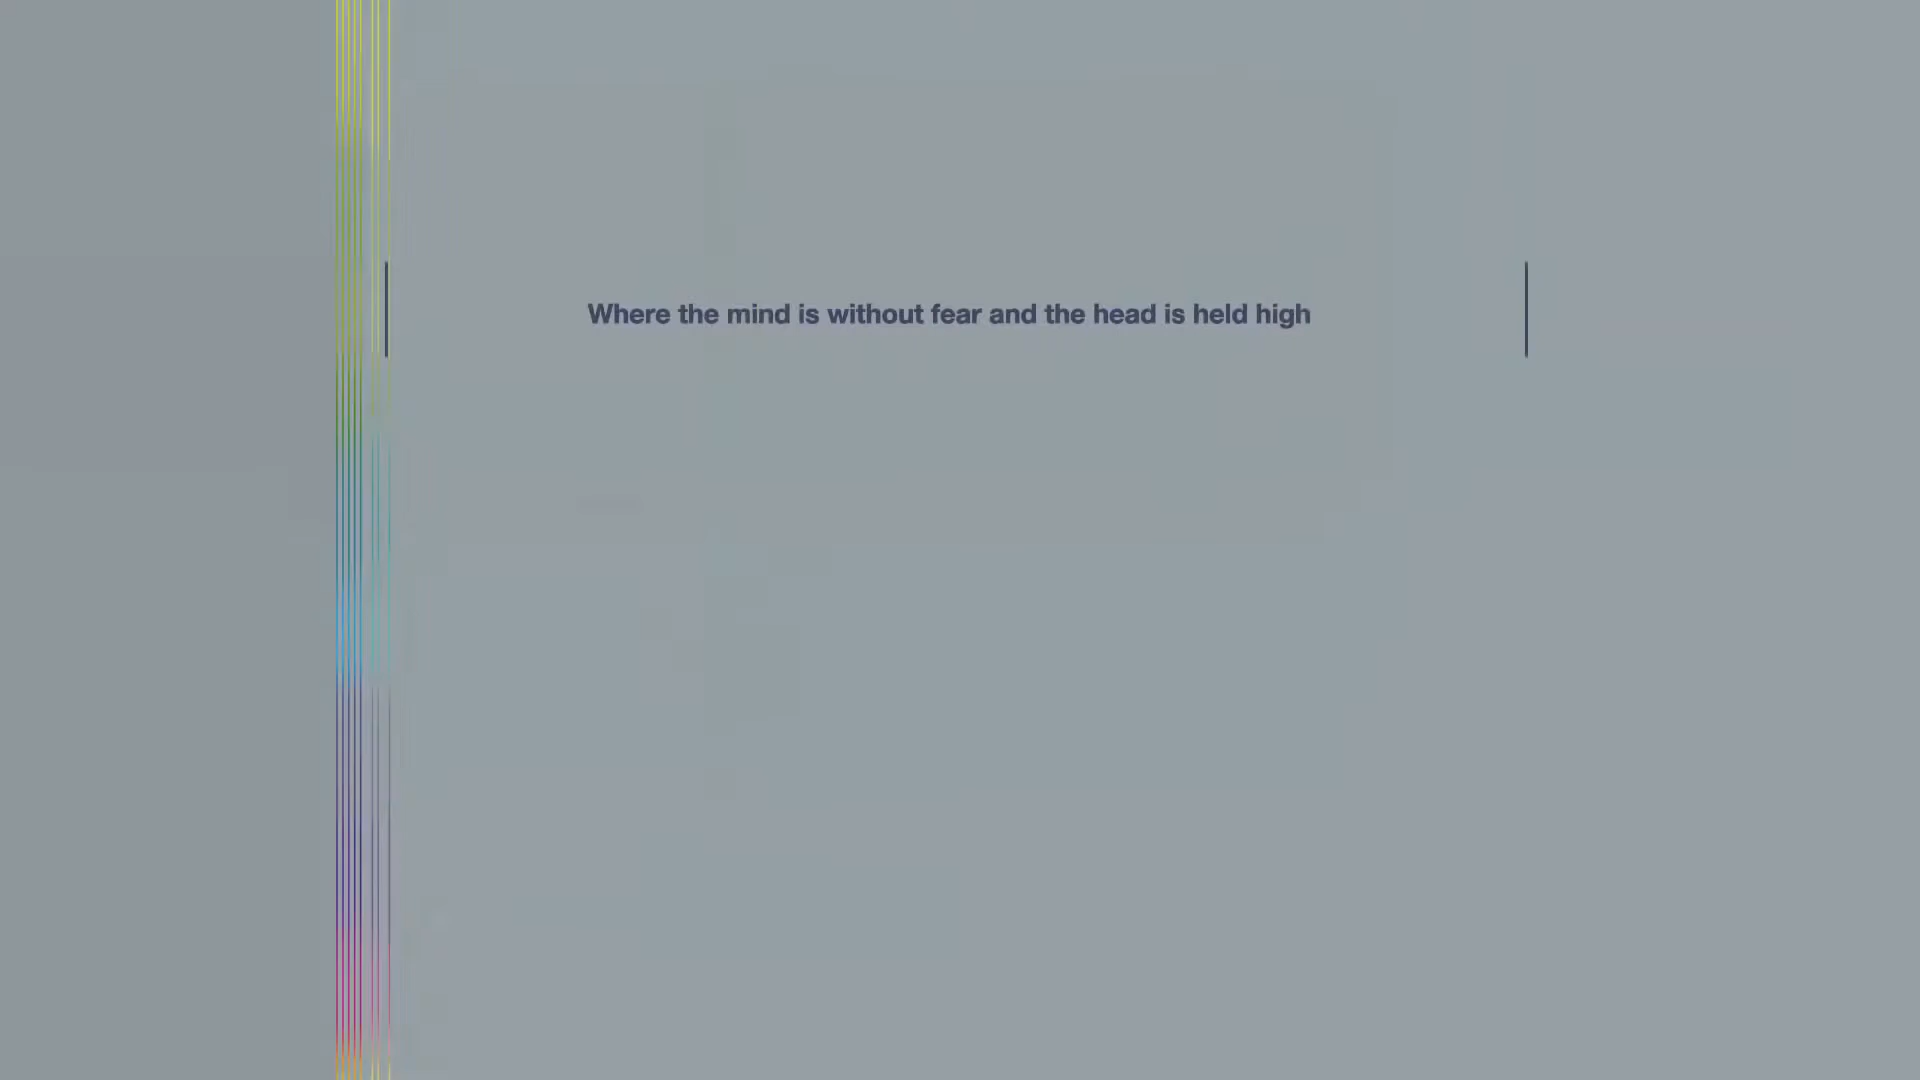 Where the mind is without fear and the head is held high